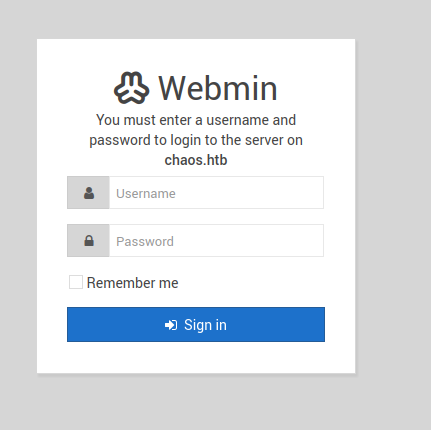 Webmin
You must enter a username and
password to login to the server on
chaos.htb
Username
Password
Remember me
Sign in